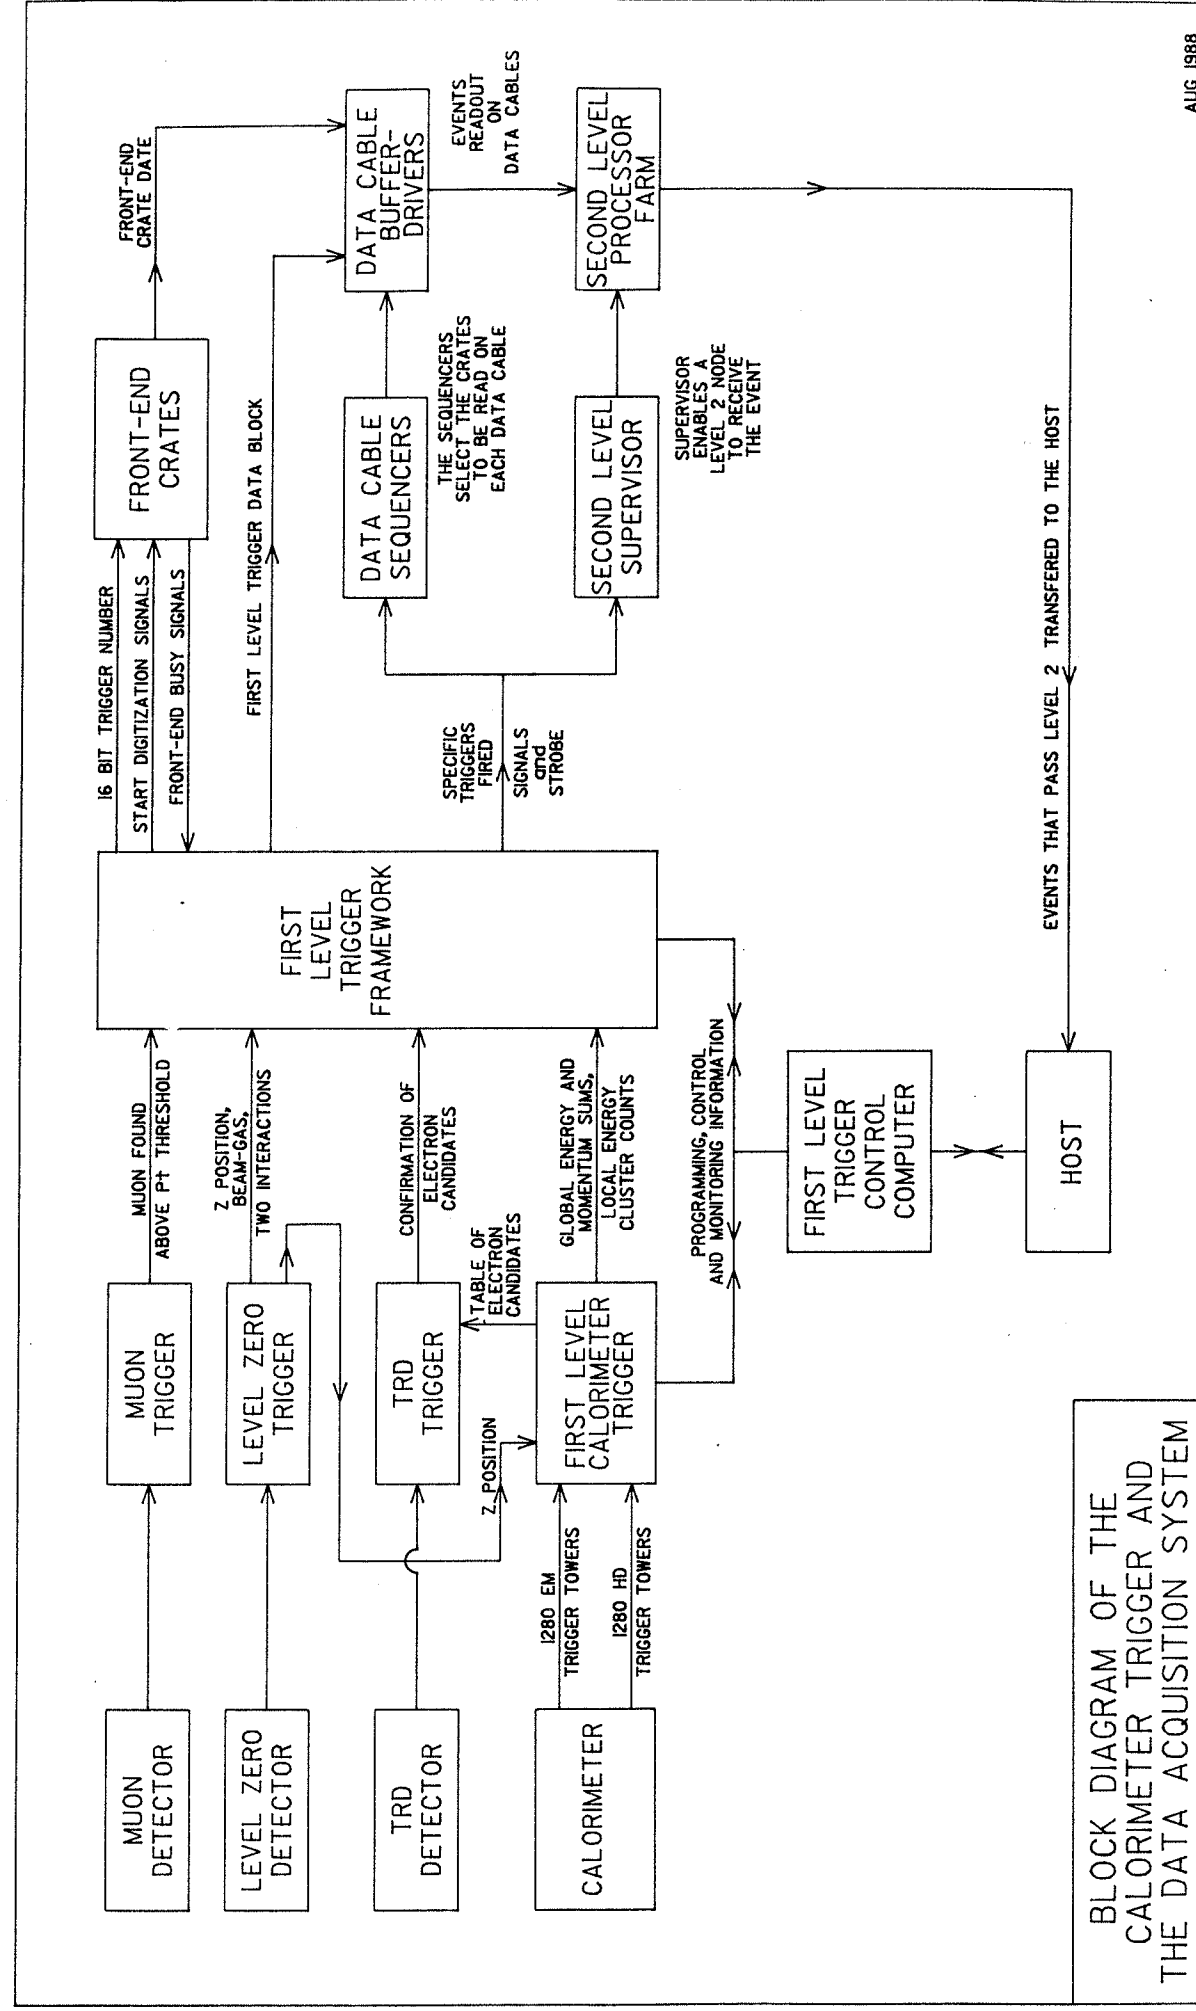 MUON
DETECTOR
LEVEL ZERO
DETECTOR
TRD
DETECTOR
CALORIMETER
1280 EM
TRIGGER TOWERS
1280 HD
TRIGGER TOWERS
MUON
TRIGGER
LEVEL ZERO
TRIGGER
TRD
TRIGGER
Z POSITION
FIRST LEVEL
CALORIMETER
TRIGGER
TABLE OF
ELECTRON
CANDIDATES
MUON FOUND
ABOVE Pt THRESHOLD
Z POSITION,
BEAM-GAS,
TWO INTERACTIONS
CONFIRMATION OF
ELECTRON
CANDIDATES
GLOBAL ENERGY AND
MOMENTUM SUMS,
LOCAL ENERGY
CLUSTER COUNTS
PROGRAMMING, CONTROL
AND MONITORING INFORMATION
FIRST LEVEL
TRIGGER
CONTROL
COMPUTER
HOST
FIRST
LEVEL
TRIGGER
FRAMEWORK
16 BIT TRIGGER NUMBER
START DIGITIZATION SIGNALS
FRONT-END BUSY SIGNALS
FIRST LEVEL TRIGGER DATA BLOCK
SPECIFIC
TRIGGERS
FIRED
SIGNALS
and
STROBE
FRONT-END
CRATES
FRONT-END
CRATE DATE
DATA CABLE
SEQUENCERS
THE SEQUENCERS
SELECT THE CRATES
TO BE READ ON
EACH DATA CABLE
SECOND LEVEL
SUPERVISOR
SUPERVISOR
ENABLES A
LEVEL 2 NODE
TO RECEIVE
THE EVENT
DATA CABLE
BUFFER-
DRIVERS
EVENTS
READOUT
ON
DATA CABLES
SECOND LEVEL
PROCESSOR
FARM
EVENTS THAT PASS LEVEL 2 TRANSFERED TO THE HOST
BLOCK DIAGRAM OF THE
CALORIMETER TRIGGER AND
THE DATA ACQUISITION SYSTEM
AUG 1988